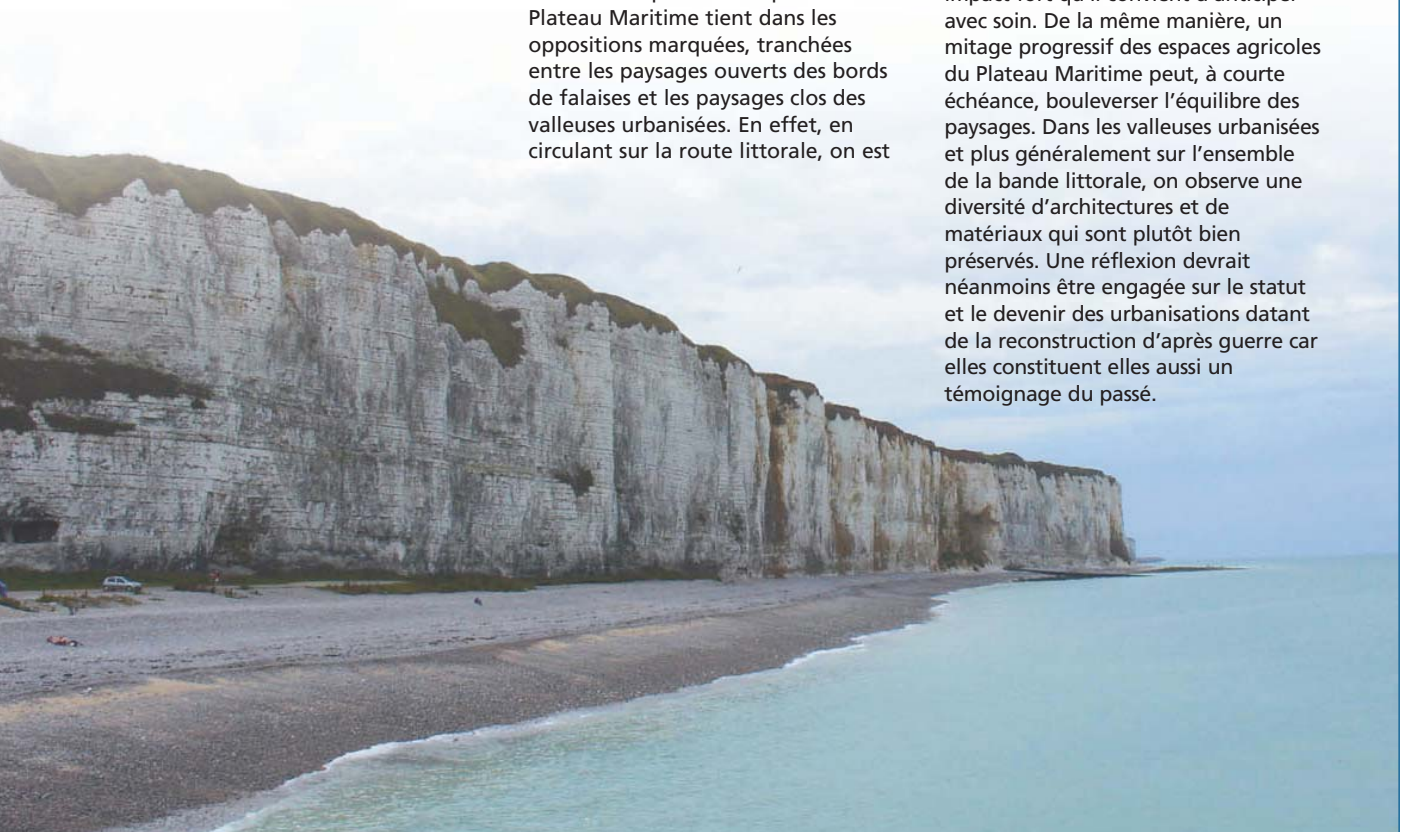 Plateau Maritime tient dans les
oppositions marquées, tranchées
entre les paysages ouverts des bords
de falaises et les paysages clos des
valleuses urbanisées. En effet, en
circulant sur la route littorale, on est
avec soin. De la même manière, un
mitage progressif des espaces agricoles
du Plateau Maritime peut, à courte
échéance, bouleverser l’équilibre des
paysages. Dans les valleuses urbanisées
et plus généralement sur l’ensemble
de la bande littorale, on observe une
diversité d’architectures et de
matériaux qui sont plutôt bien
préservés. Une réflexion devrait
néanmoins être engagée sur le statut
et le devenir des urbanisations datant
de la reconstruction d’après guerre car
elles constituent elles aussi un
témoignage du passé.